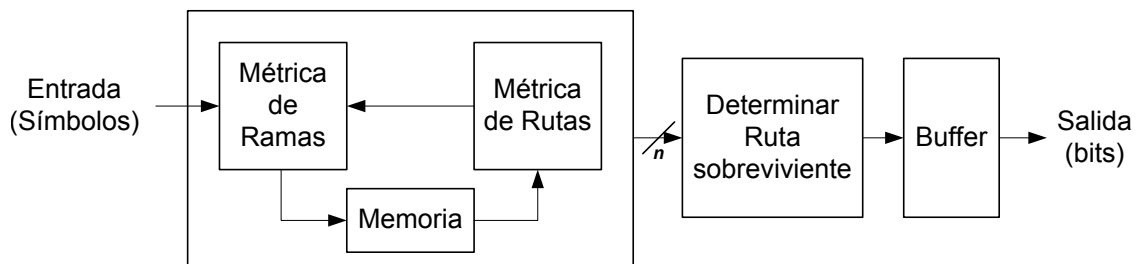 Entrada
(Símbolos)
Métrica
de
Ramas
Métrica
de Rutas
Memoria
n
Determinar
Ruta
sobreviviente
Buffer
Salida
(bits)